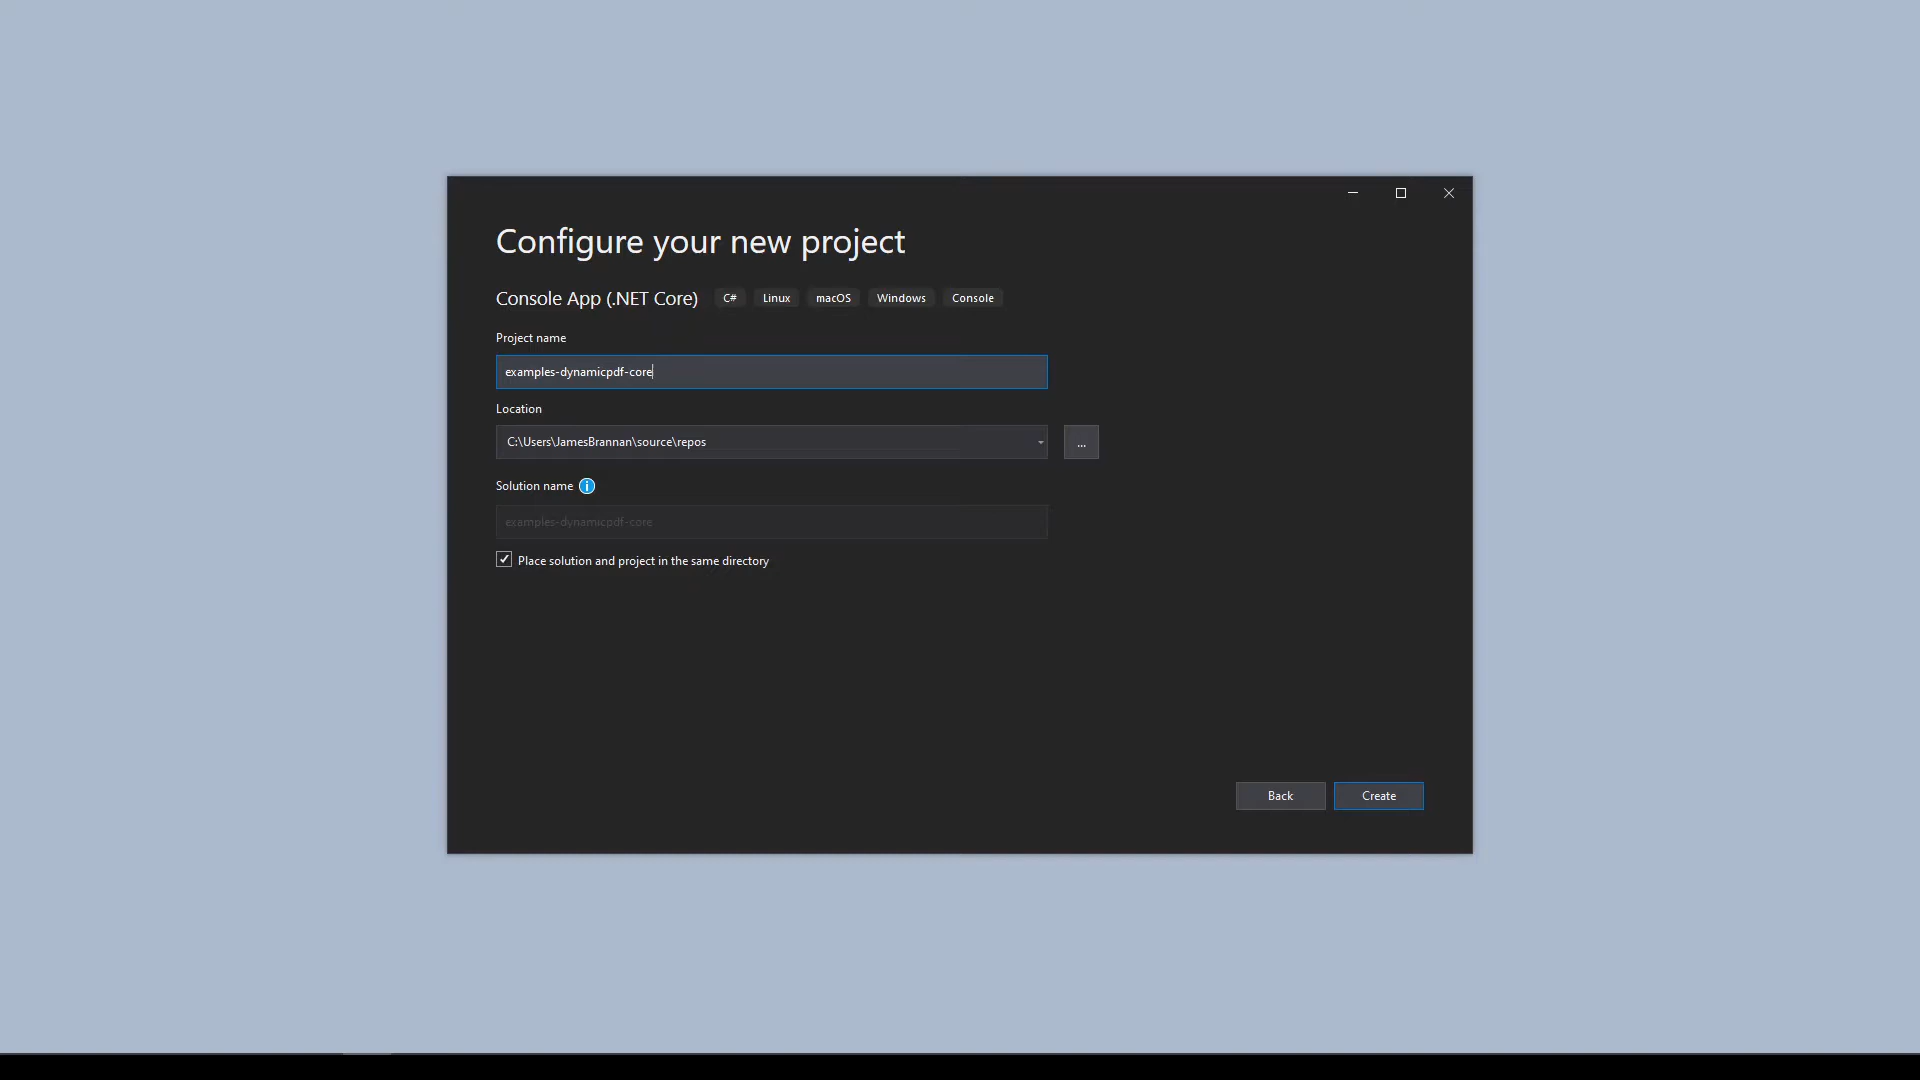 Configure your new project
Console App (.NET Core) C# Linux macOS Windows Console
Project name
examples-dynamicpdf-core
Location
C:\Users\JamesBrannan\source\repos
...
Solution name i
examples-dynamicpdf-core
Place solution and project in the same directory
Back Create